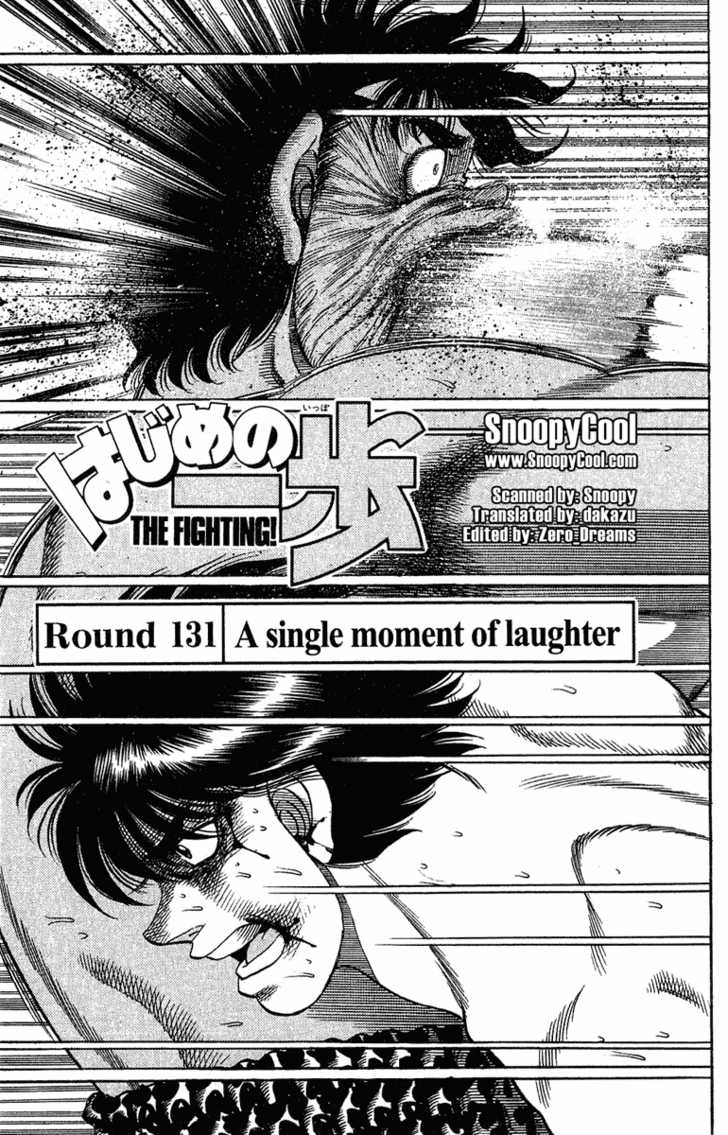 いっぽ
はじめの一歩
THE FIGHTING!
SnoopyCool
www.SnoopyCool.com
Scanned by: Snoopy
Translated by: dakazu
Edited by: Zero_Dreams
Round 131 A single moment of laughter